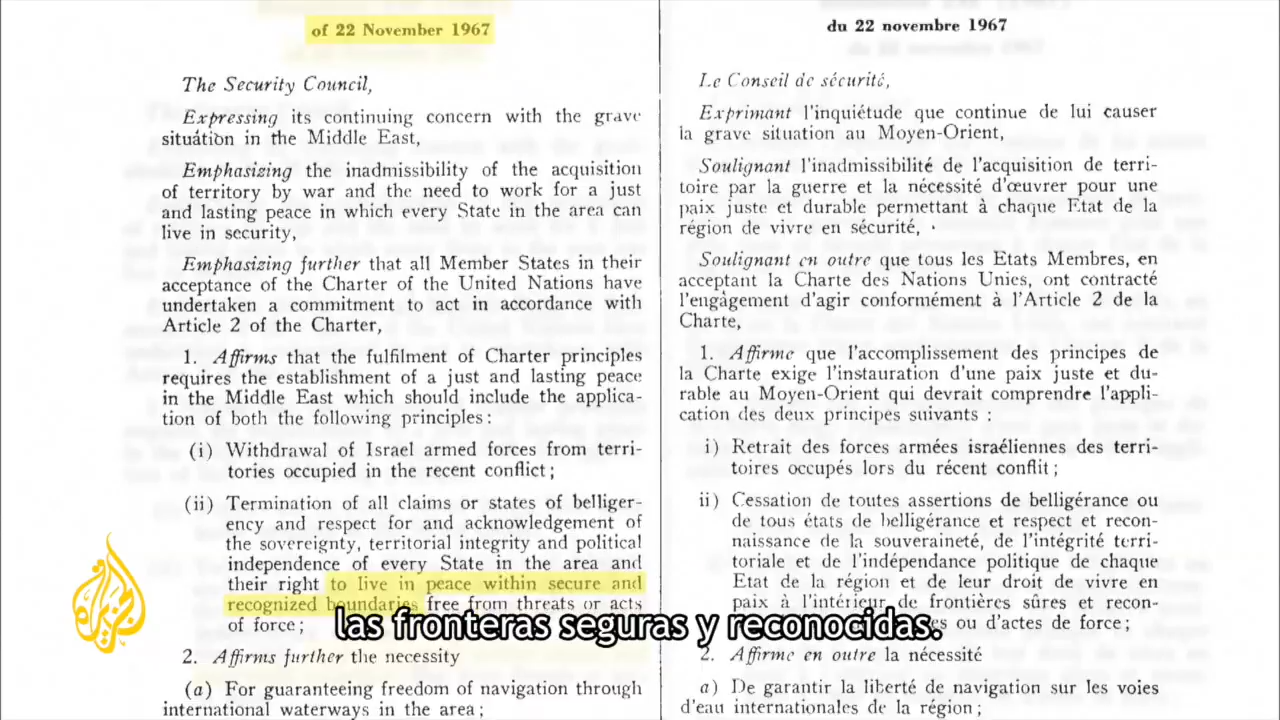 of 22 November 1967
The Security Council,
Expressing its continuing concern with the grave
situation in the Middle East,
Emphasizing the inadmissibility of the acquisition
of territory by war and the need to work for a just
and lasting peace in which every State in the area can
live in security,
Emphasizing further that all Member States in their
acceptance of the Charter of the United Nations have
undertaken a commitment to act in accordance with
Article 2 of the Charter,
1. Affirms that the fulfilment of Charter principles
requires the establishment of a just and lasting peace
in the Middle East which should include the applica-
tion of both the following principles :
(i) Withdrawal of Israel armed forces from terri-
tories occupied in the recent conflict ;
(ii) Termination of all claims or states of belliger-
ency and respect for and acknowledgement of
the sovereignty, territorial integrity and political
independence of every State in the area and
their right to live in peace within secure and
recognized boundaries free from threats or acts
of force ;
2. Affirms further the necessity
(a) For guaranteeing freedom of navigation through
international waterways in the area ;
du 22 novembre 1967
Le Conseil de sécurité,
Exprimant l'inquiétude que continue de lui causer
la grave situation au Moyen-Orient,
Soulignant l'inadmissibilité de l'acquisition de terri-
toire par la guerre et la nécessité d'œuvrer pour une
paix juste et durable permettant à chaque Etat de la
région de vivre en sécurité,
Soulignant en outre que tous les Etats Membres, en
acceptant la Charte des Nations Unies, ont contracté
l'engagement d'agir conformément à l'Article 2 de la
Charte,
1. Affirme que l'accomplissement des principes de
la Charte exige l'instauration d'une paix juste et du-
rable au Moyen-Orient qui devrait comprendre l'appli-
cation des deux principes suivants :
i) Retrait des forces armées israéliennes des terri-
toires occupés lors du récent conflit ;
ii) Cessation de toutes assertions de belligérance ou
de tous états de belligérance et respect et recon-
naissance de la souveraineté, de l'intégrité terri-
toriale et de l'indépendance politique de chaque
Etat de la région et de leur droit de vivre en
paix à l'intérieur de frontières sûres et recon-
ou d'actes de force ;
2. Affirme en outre la nécessité
a) De garantir la liberté de navigation sur les voies
d'eau internationales de la région ;
las fronteras seguras y reconocidas.